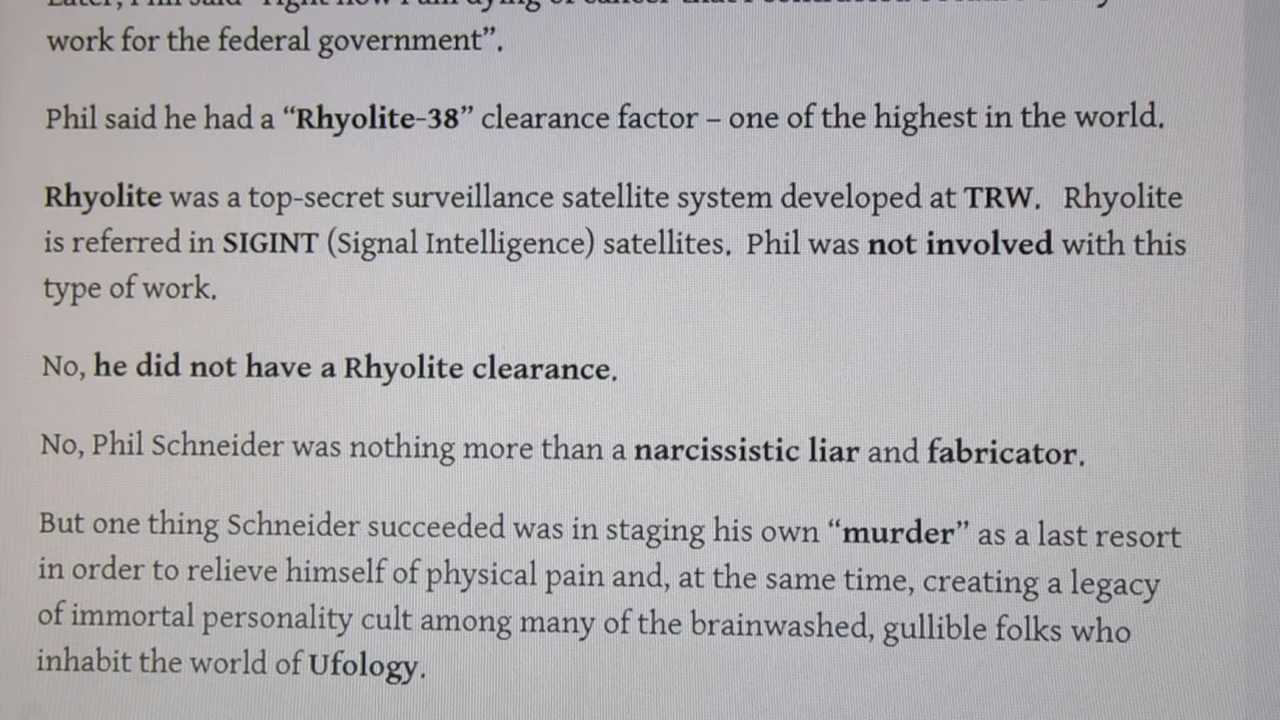 work for the federal government”.
Phil said he had a “Rhyolite-38” clearance factor – one of the highest in the world.
Rhyolite was a top-secret surveillance satellite system developed at TRW. Rhyolite
is referred in SIGINT (Signal Intelligence) satellites. Phil was not involved with this
type of work.
No, he did not have a Rhyolite clearance.
No, Phil Schneider was nothing more than a narcissistic liar and fabricator.
But one thing Schneider succeeded was in staging his own “murder” as a last resort
in order to relieve himself of physical pain and, at the same time, creating a legacy
of immortal personality cult among many of the brainwashed, gullible folks who
inhabit the world of Ufology.